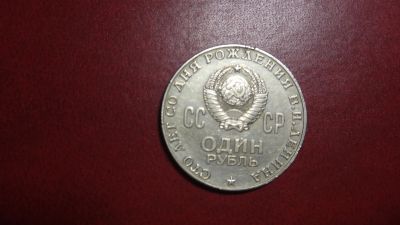 СТО ЛЕТ СО ДНЯ РОЖДЕНИЯ В.И.ЛЕНИНА
СС СР
ОДИН
РУБЛЬ